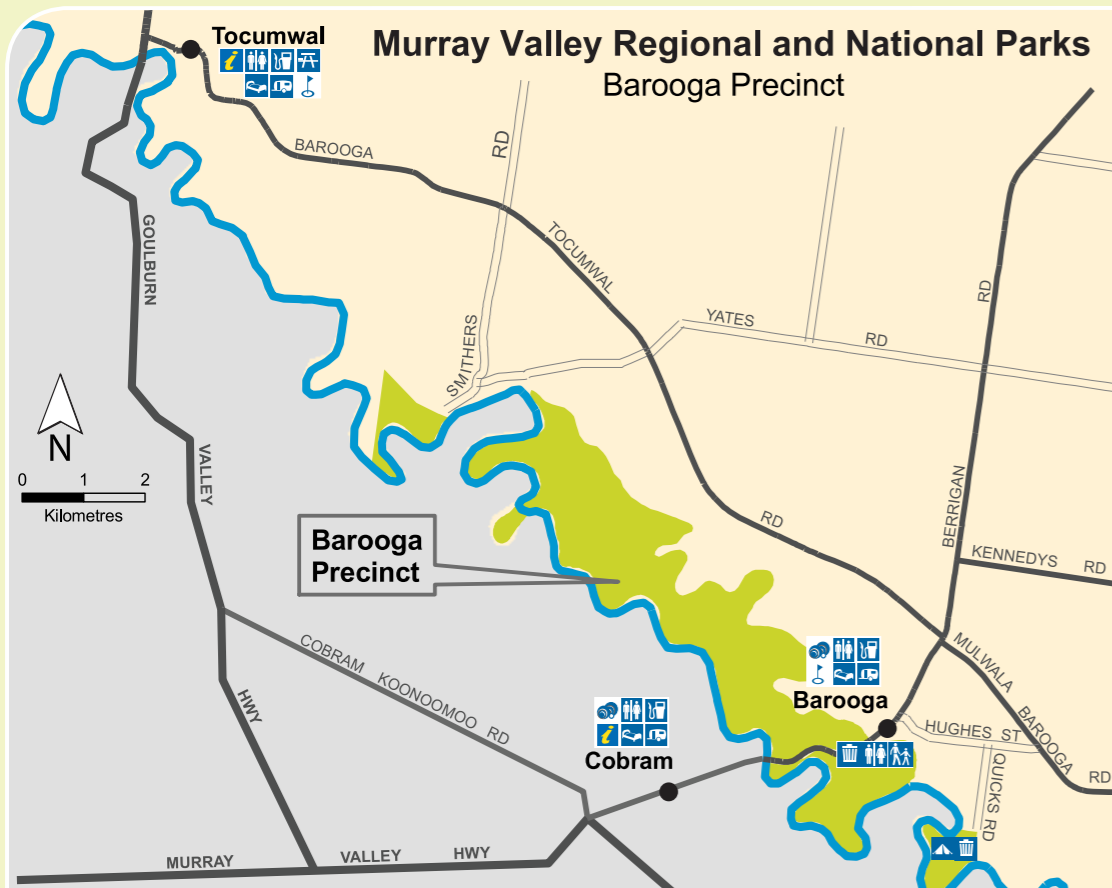 Murray Valley Regional and National Parks
Barooga Precinct
Tocumwal
i
BAROOGA
RD
TOCUMWAL
GOULBURN
RD
YATES
RD
SMITHERS
N
0 1 2
Kilometres
VALLEY
BERRIGAN
RD
KENNEDYS RD
Barooga
Precinct
COBRAM KOONOOMOO RD
MULWALA
BAROOGA
RD
Barooga
HUGHES ST
QUICKS RD
HWY
i
Cobram
MURRAY VALLEY HWY